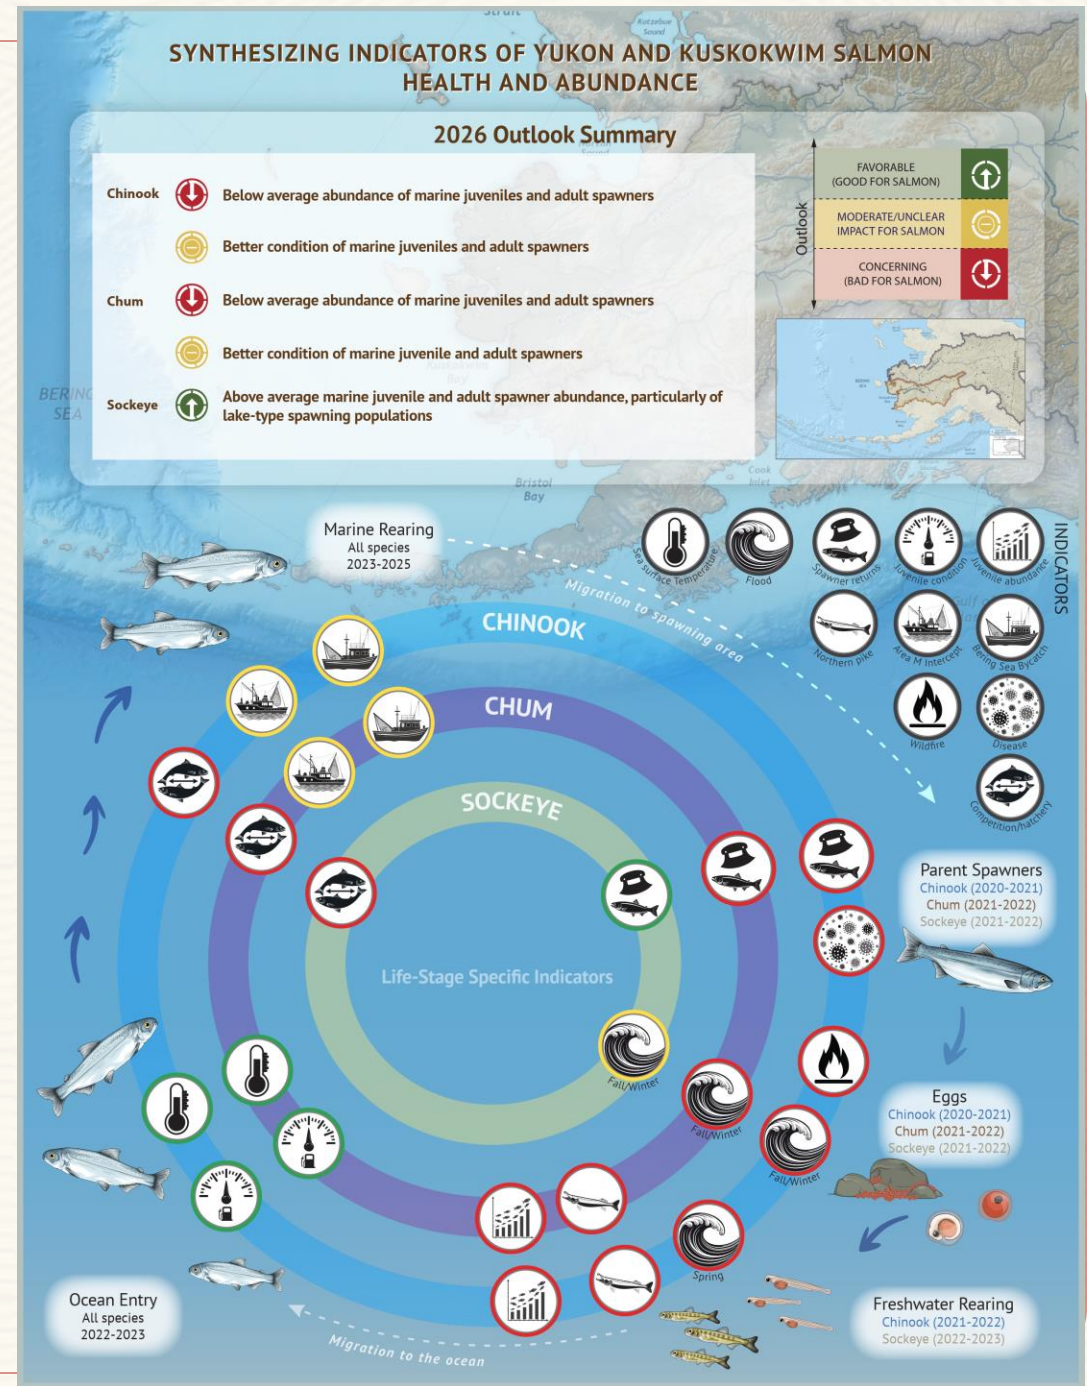 Strait
Kotzebue
Sound
SYNTHESIZING INDICATORS OF YUKON AND KUSKOKWIM SALMON
HEALTH AND ABUNDANCE
2026 Outlook Summary
Sound
Chinook
Below average abundance of marine juveniles and adult spawners
Better condition of marine juveniles and adult spawners
Chum
Below average abundance of marine juveniles and adult spawners
Better condition of marine juvenile and adult spawners
Sockeye
Above average marine juvenile and adult spawner abundance, particularly of
lake-type spawning populations
Outlook
FAVORABLE
(GOOD FOR SALMON)
MODERATE/UNCLEAR
IMPACT FOR SALMON
CONCERNING
(BAD FOR SALMON)
BERING
SEA
Bay
Bristol
Bay
Cook
Inlet
Marine Rearing
All species
2023-2025
Migration to spawning area
INDICATORS
Sea surface Temperature
Flood
Spawner returns
Juvenile condition
Juvenile abundance
Northern pike
Area M Intercept
Bering Sea Bycatch
Wildfire
Disease
Competition/hatchery
CHINOOK
CHUM
SOCKEYE
Life-Stage Specific Indicators
Parent Spawners
Chinook (2020-2021)
Chum (2021-2022)
Sockeye (2021-2022)
Fall/Winter
Fall/Winter
Fall/Winter
Eggs
Chinook (2020-2021)
Chum (2021-2022)
Sockeye (2021-2022)
Spring
Freshwater Rearing
Chinook (2021-2022)
Sockeye (2022-2023)
Ocean Entry
All species
2022-2023
Migration to the ocean